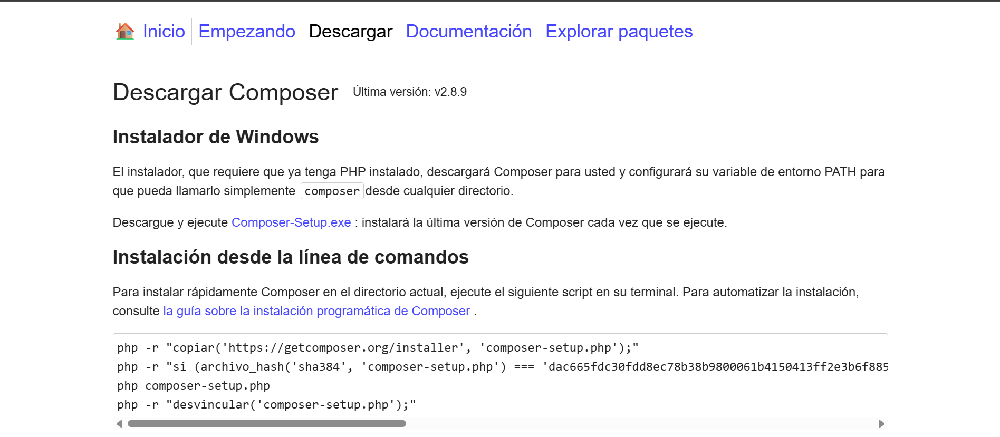 Inicio Empezando Descargar Documentación Explorar paquetes
Descargar Composer Última versión: v2.8.9
Instalador de Windows
El instalador, que requiere que ya tenga PHP instalado, descargará Composer para usted y configurará su variable de entorno PATH para
que pueda llamarlo simplemente composer desde cualquier directorio.
Descargue y ejecute Composer-Setup.exe : instalará la última versión de Composer cada vez que se ejecute.
Instalación desde la línea de comandos
Para instalar rápidamente Composer en el directorio actual, ejecute el siguiente script en su terminal. Para automatizar la instalación,
consulte la guía sobre la instalación programática de Composer .
php -r "copiar('https://getcomposer.org/installer', 'composer-setup.php');"
php -r "si (archivo_hash('sha384', 'composer-setup.php') === 'dac665fdc30fdd8ec78b38b9800061b4150413ff2e3b6f885
php composer-setup.php
php -r "desvincular('composer-setup.php');"